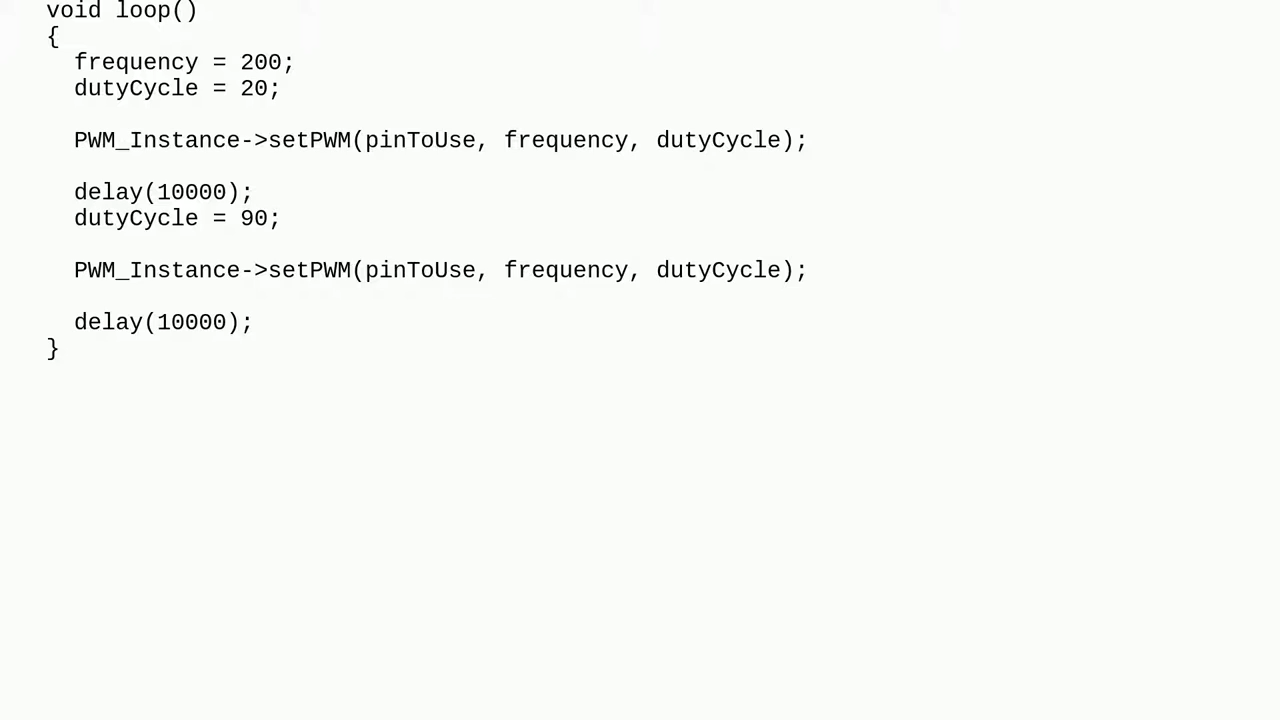 void loop()
{
  frequency = 200;
  dutyCycle = 20;

  PWM_Instance->setPWM(pinToUse, frequency, dutyCycle);

  delay(10000);
  dutyCycle = 90;

  PWM_Instance->setPWM(pinToUse, frequency, dutyCycle);

  delay(10000);
}